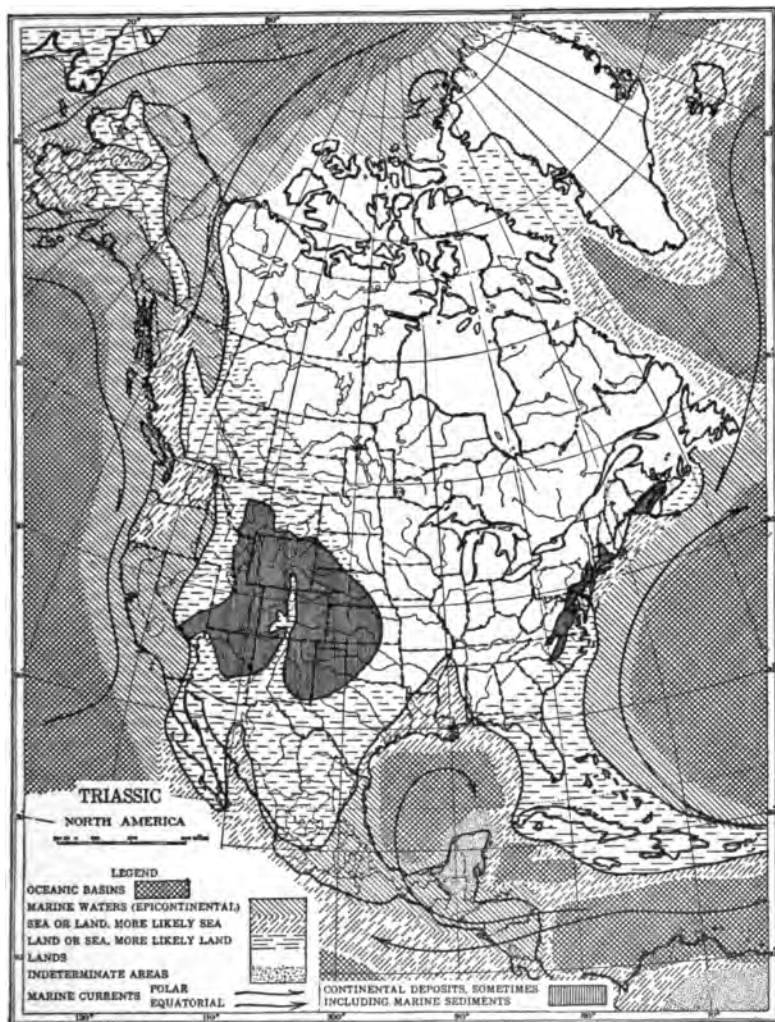 TRIASSIC
NORTH AMERICA
LEGEND
OCEANIC BASINS
MARINE WATERS (EPICONTINENTAL)
SEA OR LAND, MORE LIKELY SEA
LAND OR SEA, MORE LIKELY LAND
LANDS
INDETERMINATE AREAS
MARINE CURRENTS POLAR
EQUATORIAL
CONTINENTAL DEPOSITS, SOMETIMES
INCLUDING MARINE SEDIMENTS